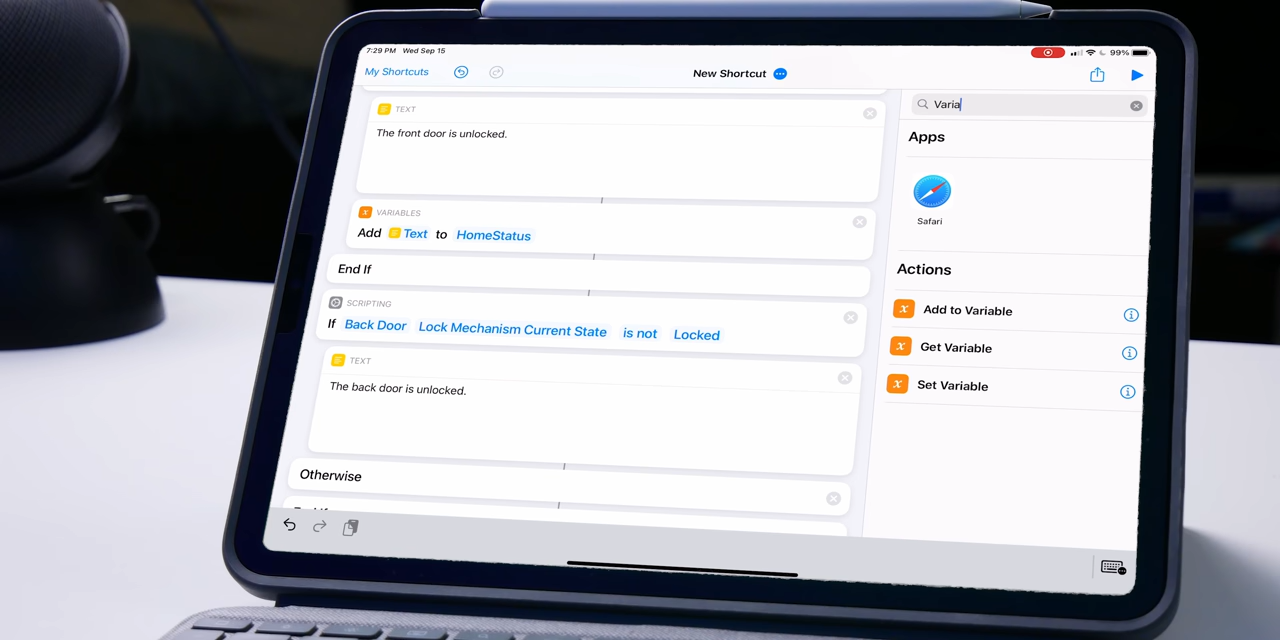 7:29 PM Wed Sep 15
99%
My Shortcuts
New Shortcut
TEXT
The front door is unlocked.
VARIABLES
Add Text to HomeStatus
End If
SCRIPTING
If Back Door Lock Mechanism Current State is not Locked
TEXT
The back door is unlocked.
Otherwise
Varia
Apps
Safari
Actions
Add to Variable
Get Variable
Set Variable